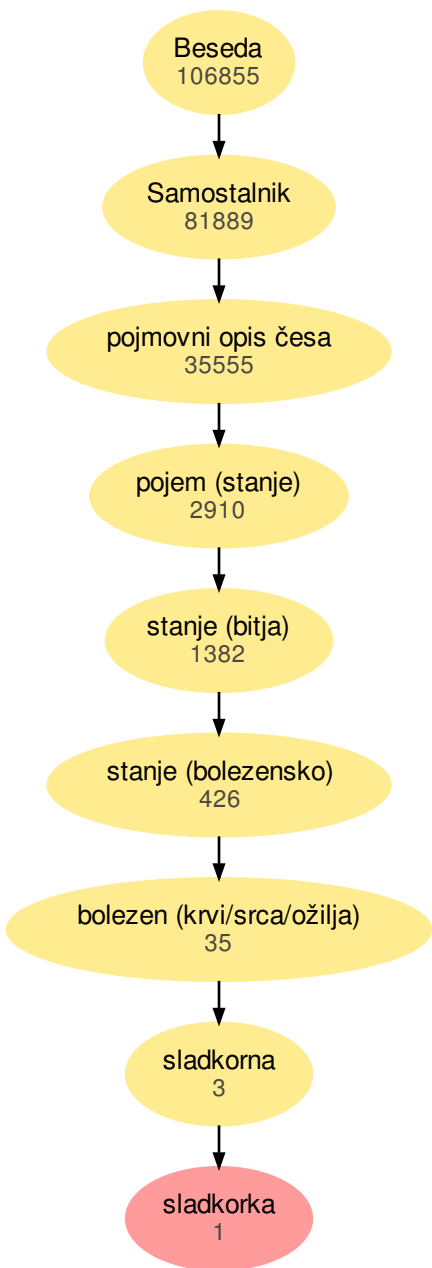 Beseda
106855
Samostalnik
81889
pojmovni opis česa
35555
pojem (stanje)
2910
stanje (bitja)
1382
stanje (bolezensko)
426
bolezen (krvi/srca/ožilja)
35
sladkorna
3
sladkorka
1